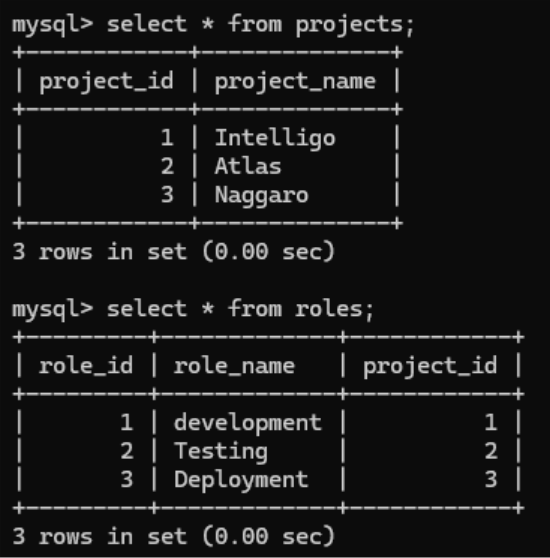 mysql> select * from projects;
+------------+--------------+
| project_id | project_name |
+------------+--------------+
|          1 | Intelligo    |
|          2 | Atlas        |
|          3 | Naggaro      |
+------------+--------------+
3 rows in set (0.00 sec)
mysql> select * from roles;
+---------+-------------+------------+
| role_id | role_name   | project_id |
+---------+-------------+------------+
|       1 | development |          1 |
|       2 | Testing     |          2 |
|       3 | Deployment  |          3 |
+---------+-------------+------------+
3 rows in set (0.00 sec)